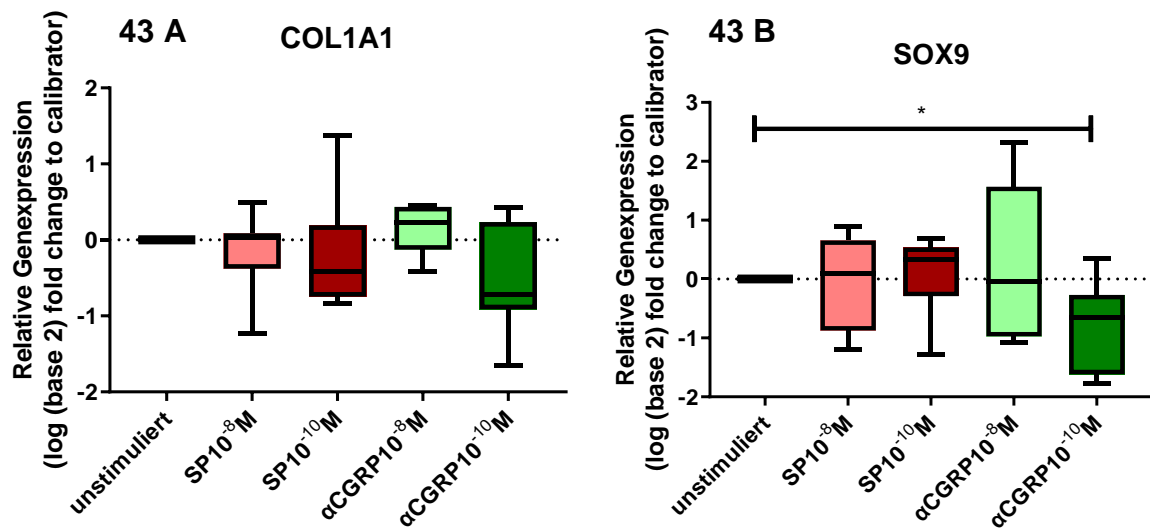 43 A
COL1A1
Relative Genexpression
(log (base 2) fold change to calibrator)
2
1
0
-1
-2
unstimuliert
SP10⁻⁸M
SP10⁻¹⁰M
αCGRP10⁻⁸M
αCGRP10⁻¹⁰M
43 B
SOX9
Relative Genexpression
(log (base 2) fold change to calibrator)
3
2
1
0
-1
-2
*
unstimuliert
SP10⁻⁸M
SP10⁻¹⁰M
αCGRP10⁻⁸M
αCGRP10⁻¹⁰M